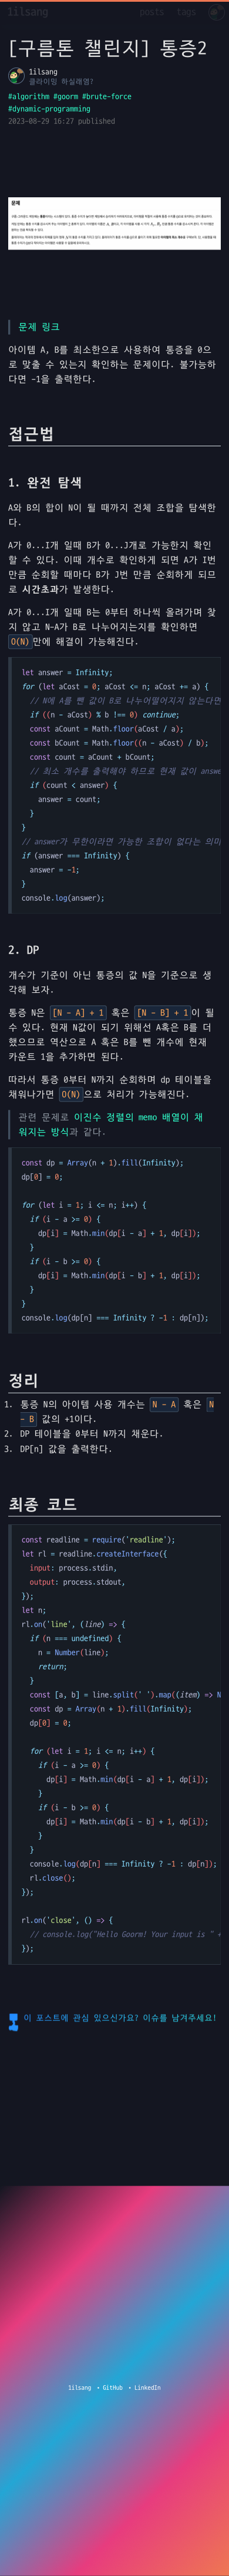 1ilsang
posts tags
[구름톤 챌린지] 통증2
1ilsang
클라이밍 하실래염?
#algorithm #goorm #brute-force
#dynamic-programming
2023-08-29 16:27 published
문제
문제 링크
아이템 A, B를 최소한으로 사용하여 통증을 0으
로 맞출 수 있는지 확인하는 문제이다. 불가능하
다면 -1을 출력한다.
접근법
1. 완전 탐색
A와 B의 합이 N이 될 때까지 전체 조합을 탐색한
다.
A가 0...I개 일때 B가 0...J개로 가능한지 확인
할 수 있다. 이때 개수로 확인하게 되면 A가 I번
만큼 순회할 때마다 B가 J번 만큼 순회하게 되므
로 시간초과가 발생한다.
A가 0...I개 일때 B는 0부터 하나씩 올려가며 찾
지 않고 N-A가 B로 나누어지는지를 확인하면
O(N)만에 해결이 가능해진다.
let answer = Infinity;
for (let aCost = 0; aCost <= n; aCost += a) {
// N에 A를 뺀 값이 B로 나누어떨어지지 않는다면
if ((n - aCost) % b !== 0) continue;
const aCount = Math.floor(aCost / a);
const bCount = Math.floor((n - aCost) / b);
const count = aCount + bCount;
// 최소 개수를 출력해야 하므로 현재 값이 answe
if (count < answer) {
answer = count;
}
}
// answer가 무한이라면 가능한 조합이 없다는 의미
if (answer === Infinity) {
answer = -1;
}
console.log(answer);
2. DP
개수가 기준이 아닌 통증의 값 N을 기준으로 생
각해 보자.
통증 N은 [N - A] + 1 혹은 [N - B] + 1이 될
수 있다. 현재 N값이 되기 위해선 A혹은 B를 더
했으므로 역산으로 A 혹은 B를 뺀 개수에 현재
카운트 1을 추가하면 된다.
따라서 통증 0부터 N까지 순회하며 dp 테이블을
채워나가면 O(N)으로 처리가 가능해진다.
관련 문제로 이진수 정렬의 memo 배열이 채
워지는 방식과 같다.
const dp = Array(n + 1).fill(Infinity);
dp[0] = 0;
for (let i = 1; i <= n; i++) {
if (i - a >= 0) {
dp[i] = Math.min(dp[i - a] + 1, dp[i]);
}
if (i - b >= 0) {
dp[i] = Math.min(dp[i - b] + 1, dp[i]);
}
}
console.log(dp[n] === Infinity ? -1 : dp[n]);
정리
1. 통증 N의 아이템 사용 개수는 N - A 혹은 N
- B 값의 +1이다.
2. DP 테이블을 0부터 N까지 채운다.
3. DP[n] 값을 출력한다.
최종 코드
const readline = require('readline');
let rl = readline.createInterface({
input: process.stdin,
output: process.stdout,
});
let n;
rl.on('line', (line) => {
if (n === undefined) {
n = Number(line);
return;
}
const [a, b] = line.split(' ').map((item) => N
const dp = Array(n + 1).fill(Infinity);
dp[0] = 0;
for (let i = 1; i <= n; i++) {
if (i - a >= 0) {
dp[i] = Math.min(dp[i - a] + 1, dp[i]);
}
if (i - b >= 0) {
dp[i] = Math.min(dp[i - b] + 1, dp[i]);
}
}
console.log(dp[n] === Infinity ? -1 : dp[n]);
rl.close();
});
rl.on('close', () => {
// console.log("Hello Goorm! Your input is " +
});
이 포스트에 관심 있으신가요? 이슈를 남겨주세요!
1ilsang • GitHub • LinkedIn